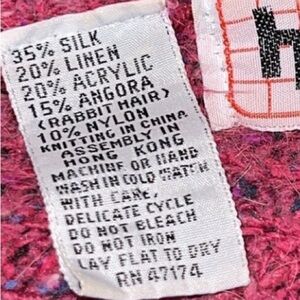 35% SILK
20% LINEN
20% ACRYLIC
15% ANGORA
(RABBIT HAIR)
10% NYLON
KNITTING IN CHINA
ASSEMBLY IN
HONG KONG
MACHINE OR HAND
WASH IN COLD WATER
WITH CARE,
DELICATE CYCLE
DO NOT BLEACH
DO NOT IRON
LAY FLAT TO DRY
RN 47174